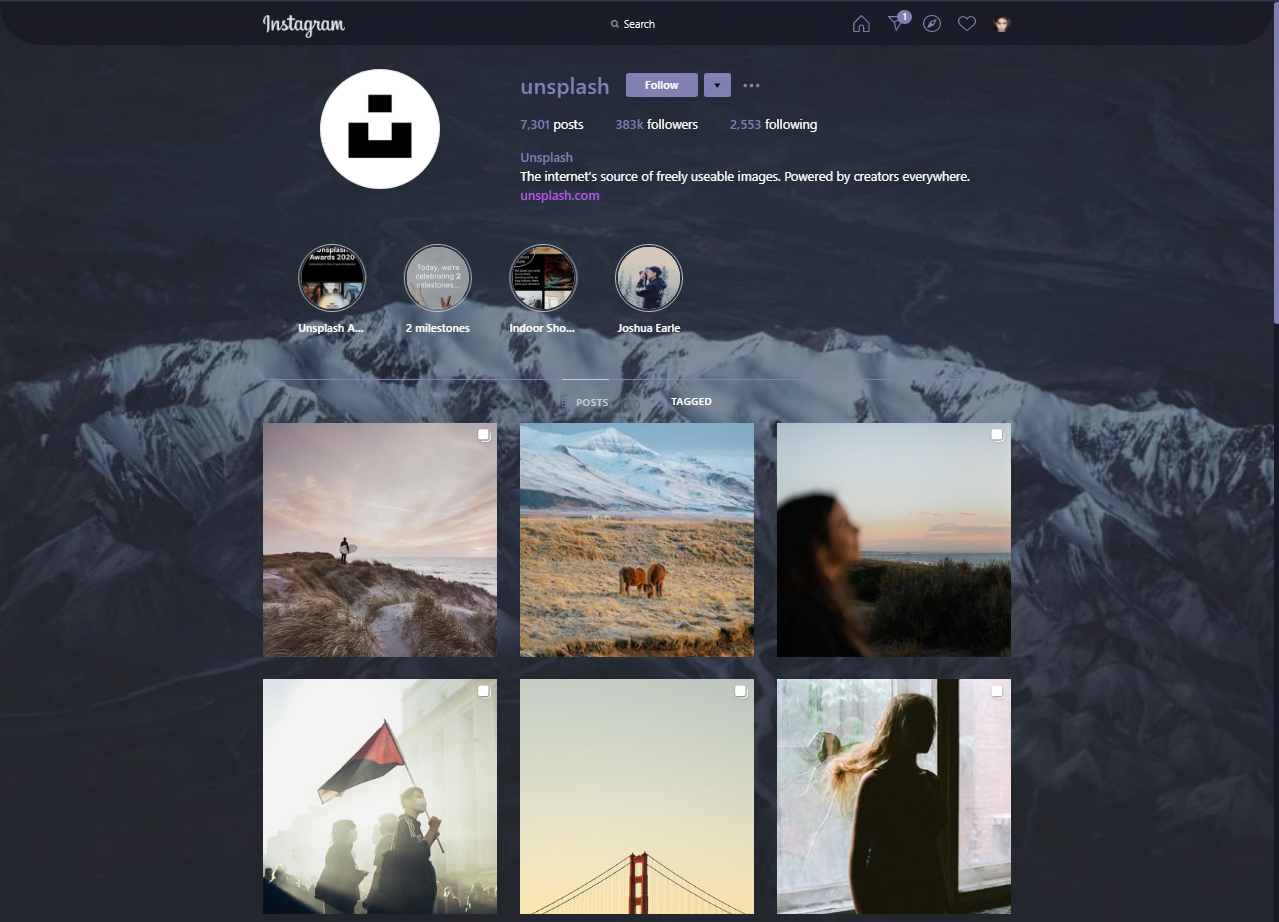 Instagram
Search
1
unsplash
Follow
7,301 posts 383k followers 2,553 following
Unsplash
The internet's source of freely useable images. Powered by creators everywhere.
unsplash.com
Unsplash
Awards 2020
Today, we're
celebrating 2
milestones...
Unsplash A...
2 milestones
Indoor Sho...
Joshua Earle
POSTS
TAGGED